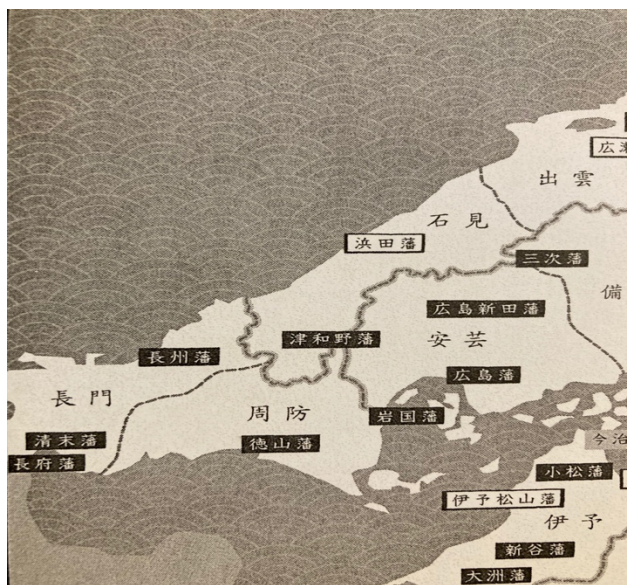 広瀬
出雲
石見
浜田藩
三次藩
備
広島新田藩
津和野藩
安芸
長州藩
広島藩
長門
周防
岩国藩
清末藩
徳山藩
今治
長府藩
小松藩
伊予松山藩
伊予
新谷藩
大洲藩